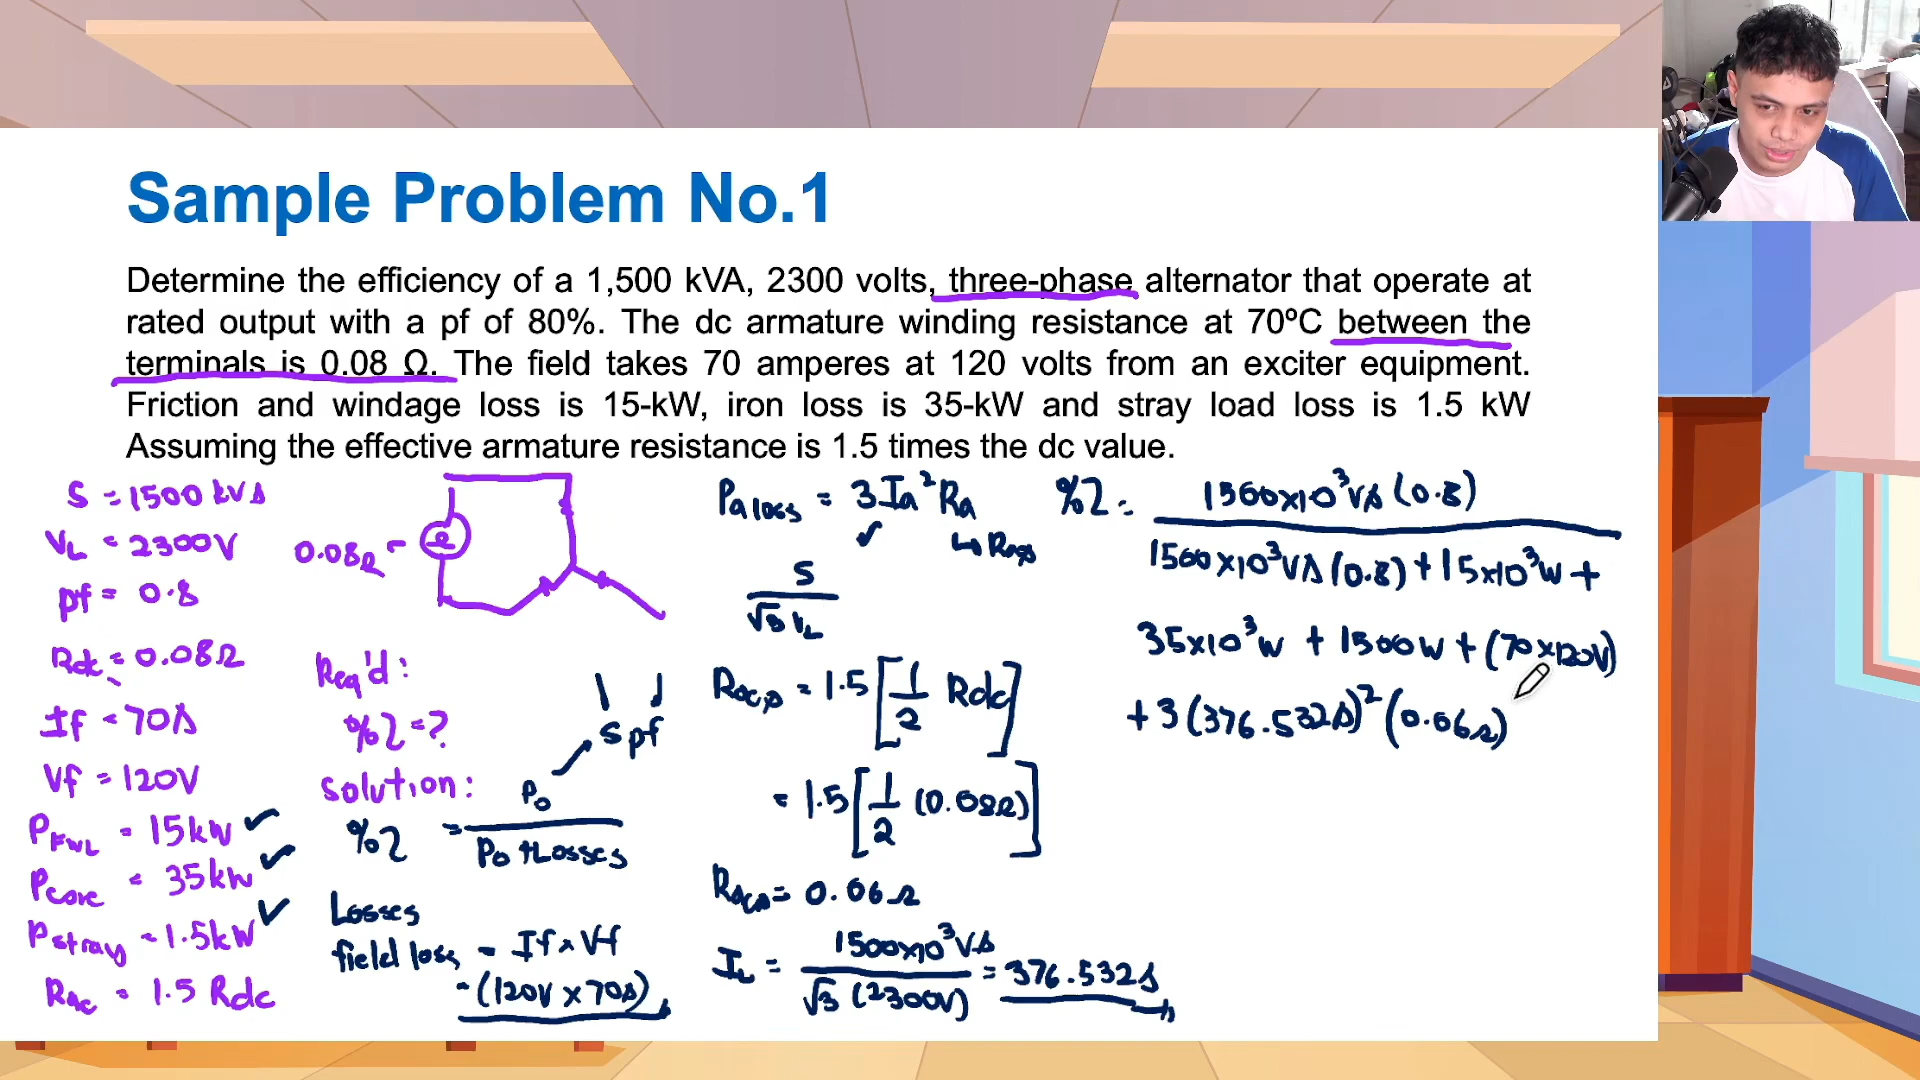 Sample Problem No.1
Determine the efficiency of a 1,500 kVA, 2300 volts, three-phase alternator that operate at
rated output with a pf of 80%. The dc armature winding resistance at 70ºC between the
terminals is 0.08 Ω. The field takes 70 amperes at 120 volts from an exciter equipment.
Friction and windage loss is 15-kW, iron loss is 35-kW and stray load loss is 1.5 kW
Assuming the effective armature resistance is 1.5 times the dc value.
S = 1500 kVA
VL = 2300V
pf = 0.8
Rdc = 0.08Ω
If = 70A
Vf = 120V
PFWL = 15kW ✓
Pcore = 35kW ✓
Pstray = 1.5kW ✓
Rac = 1.5 Rdc
0.08Ω
e
Req'd:
%η = ?
Solution:
S pf
%η = Po / Po + Losses
Losses
field loss = If x Vf
= (120V x 70A)
Pa loss = 3Ia² Ra
✓
S / √3 VL
= 1.5 [1/2 Rdc]
= 1.5 [1/2 (0.08Ω)]
= 0.06Ω
IL = 1500x10³VA / √3 (2300V) = 376.532A
%η = 1500x10³VA (0.8)
1500x10³VA (0.8) + 15x10³W +
35x10³W + 1500W + (70x120V)
+ 3 (376.532A)² (0.06Ω)